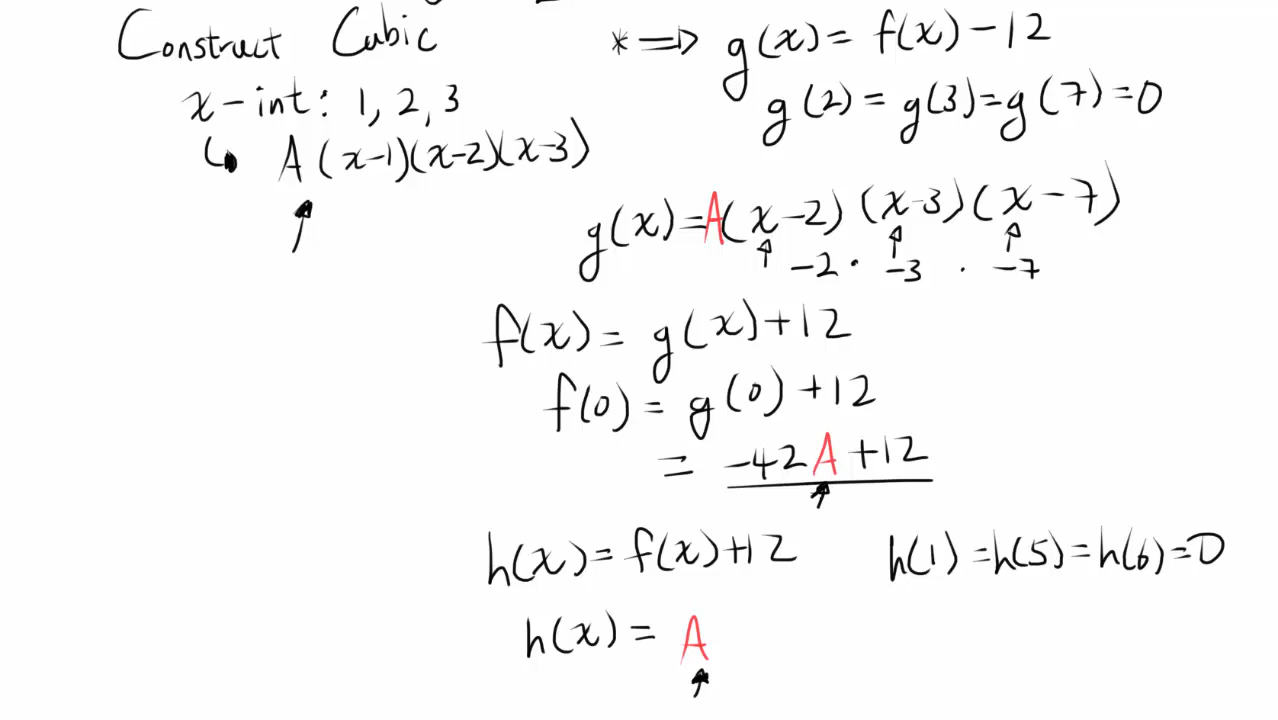 Construct Cubic
x-int: 1, 2, 3
↳ A(x-1)(x-2)(x-3)
↑
* ⟹ g(x) = f(x) - 12
g(2) = g(3) = g(7) = 0
g(x) = A(x-2)(x-3)(x-7)
↑ ↑ ↑
-2 · -3 · -7
f(x) = g(x) + 12
f(0) = g(0) + 12
= -42A + 12
↑
h(x) = f(x) + 12 h(1) = h(5) = h(6) = 0
h(x) = A
↑